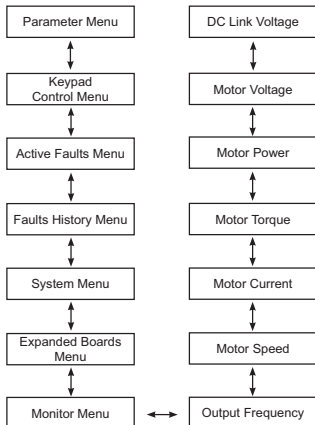 Parameter Menu
Keypad
Control Menu
Active Faults Menu
Faults History Menu
System Menu
Expanded Boards
Menu
Monitor Menu
DC Link Voltage
Motor Voltage
Motor Power
Motor Torque
Motor Current
Motor Speed
Output Frequency